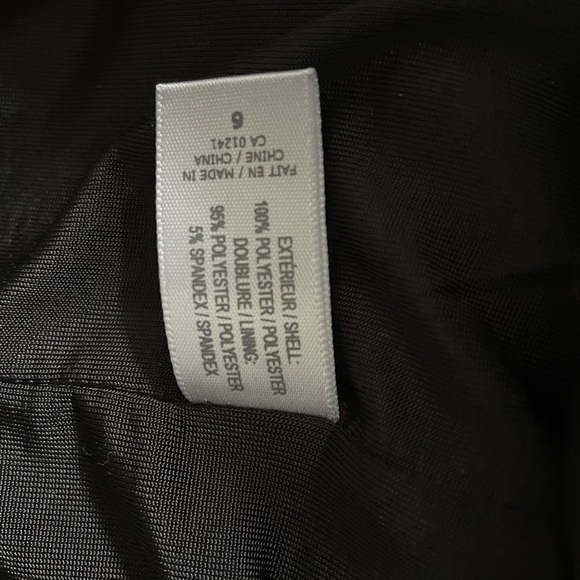 EXTÉRIEUR / SHELL:
100% POLYESTER / POLYESTER
DOUBLURE / LINING:
95% POLYESTER / POLYESTER
5% SPANDEX / SPANDEX
FAIT EN / MADE IN
CHINE / CHINA
CA 01241
6